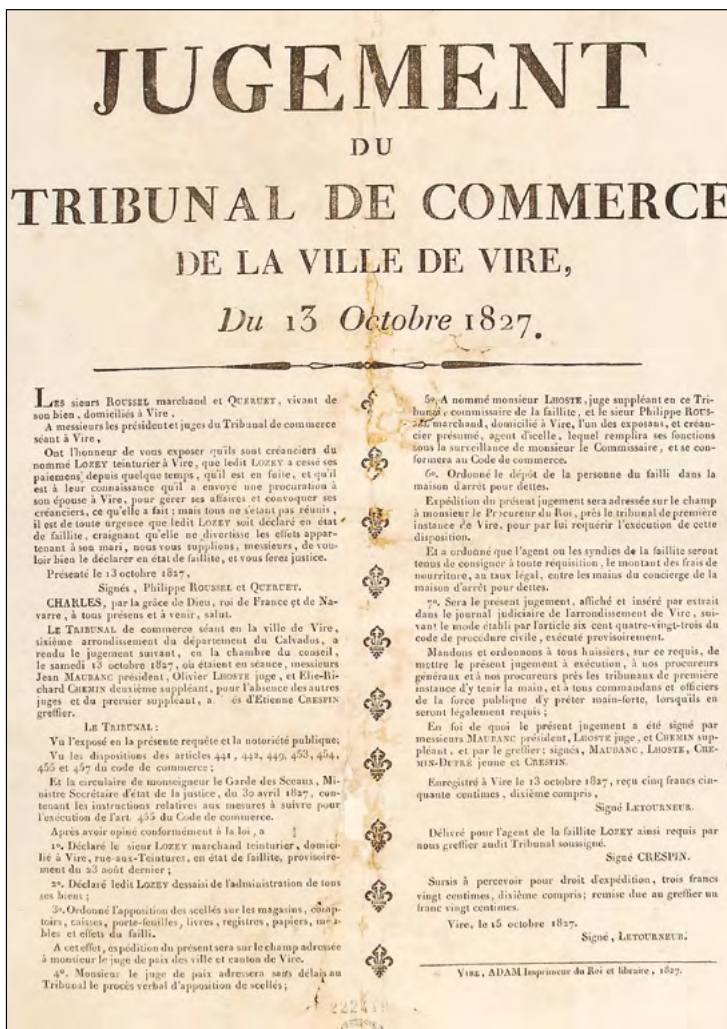 JUGEMENT
DU
TRIBUNAL DE COMMERCE
DE LA VILLE DE VIRE,
Du 13 Octobre 1827.
LES sieurs ROUSSEL marchand et QUERUET, vivant de
son bien, domiciliés à Vire,
A messieurs les président et juges du Tribunal de commerce
séant à Vire,
Ont l'honneur de vous exposer qu'ils sont créanciers du
nommé LOZEY teinturier à Vire, que ledit LOZEY a cessé ses
paiemens depuis quelque temps, qu'il est en fuite, et qu'il
est à leur connaissance qu'il a envoyé une procuration à
son épouse à Vire, pour gérer ses affaires et convoquer ses
créanciers, ce qu'elle a fait; mais tous ne s'étant pas réunis,
il est de toute urgence que ledit LOZEY soit déclaré en état
de faillite, craignant qu'elle ne divertisse les effets appar-
tenant à son mari, nous vous supplions, messieurs, de vou-
loir bien le déclarer en état de faillite, et vous ferez justice.
Présenté le 13 octobre 1827,
Signés, Philippe ROUSSEL et QUERUET.
CHARLES, par la grâce de Dieu, roi de France et de Na-
varre, à tous présens et à venir, salut.
LE TRIBUNAL de commerce séant en la ville de Vire,
sixième arrondissement du département du Calvados, a
rendu le jugement suivant, en la chambre du conseil,
le samedi 13 octobre 1827, où étaient en séance, messieurs
Jean MAUBANC président, Olivier LHOSTE juge, et Elie-Ri-
chard CHEMIN deuxième suppléant, pour l'absence des autres
juges et du premier suppléant, a és d'Etienne CRESPIN
greffier.
LE TRIBUNAL:
Vu l'exposé en la présente requête et la notoriété publique;
Vu les dispositions des articles 441, 442, 449, 453, 454,
455 et 457 du code de commerce;
Et la circulaire de monseigneur le Garde des Sceaux, Mi-
nistre Secrétaire d'état de la justice, du 30 avril 1827, con-
tenant les instructions relatives aux mesures à suivre pour
l'exécution de l'art. 455 du Code de commerce.
Après avoir opiné conformément à la loi, a
1º. Déclaré le sieur LOZEY marchand teinturier, domici-
lié à Vire, rue-aux-Teintures, en état de faillite, provisoire-
ment du 23 août dernier;
2º. Déclaré ledit LOZEY dessaisi de l'administration de tous
ses biens;
3º. Ordonné l'apposition des scellés sur les magasins, comp-
toirs, caisses, porte-feuilles, livres, registres, papiers, meu-
bles et effets du failli.
A cet effet, expédition du présent sera sur le champ adressée
à monsieur le juge de paix des ville et canton de Vire.
4º. Monsieur le juge de paix adressera sans délai au
Tribunal le procès verbal d'apposition de scellés;
5º. A nommé monsieur LHOSTE, juge suppléant en ce Tri-
bunal, commissaire de la faillite, et le sieur Philippe ROUS-
SEL marchand, domicilié à Vire, l'un des exposans, et créan-
cier présumé, agent d'icelle, lequel remplira ses fonctions
sous la surveillance de monsieur le Commissaire, et se con-
formera au Code de commerce.
6º. Ordonné le dépôt de la personne du failli dans la
maison d'arrêt pour dettes.
Expédition du présent jugement sera adressée sur le champ
à monsieur le Procureur du Roi, près le tribunal de première
instance de Vire, pour par lui requérir l'exécution de cette
disposition.
Et a ordonné que l'agent ou les syndics de la faillite seront
tenus de consigner à toute réquisition, le montant des frais de
nourriture, au taux légal, entre les mains du concierge de la
maison d'arrêt pour dettes.
7º. Sera le présent jugement, affiché et inséré par extrait
dans le journal judiciaire de l'arrondissement de Vire, sui-
vant le mode établi par l'article six cent quatre-vingt-trois du
code de procédure civile, exécuté provisoirement.
Mandons et ordonnons à tous huissiers, sur ce requis, de
mettre le présent jugement à exécution, à nos procureurs
généraux et à nos procureurs près les tribunaux de première
instance d'y tenir la main, et à tous commandans et officiers
de la force publique d'y prêter main-forte, lorsqu'ils en
seront légalement requis;
En foi de quoi le présent jugement a été signé par
messieurs MAUBANC président, LHOSTE juge, et CHEMIN sup-
pléant, et par le greffier; signés, MAUBANC, LHOSTE, CHE-
MIN-DUPRÉ jeune et CRESPIN.
Enregistré à Vire le 13 octobre 1827, reçu cinq francs cin-
quante centimes, dixième compris,
Signé LETOURNEUR.
Délivré pour l'agent de la faillite LOZEY ainsi requis par
nous greffier audit Tribunal soussigné.
Signé CRESPIN.
Sursis à percevoir pour droit d'expédition, trois francs
vingt centimes, dixième compris; remise due au greffier un
franc vingt centimes.
Vire, le 15 octobre 1827.
Signé, LETOURNEUR.
VIRE, ADAM Imprimeur du Roi et libraire, 1827.